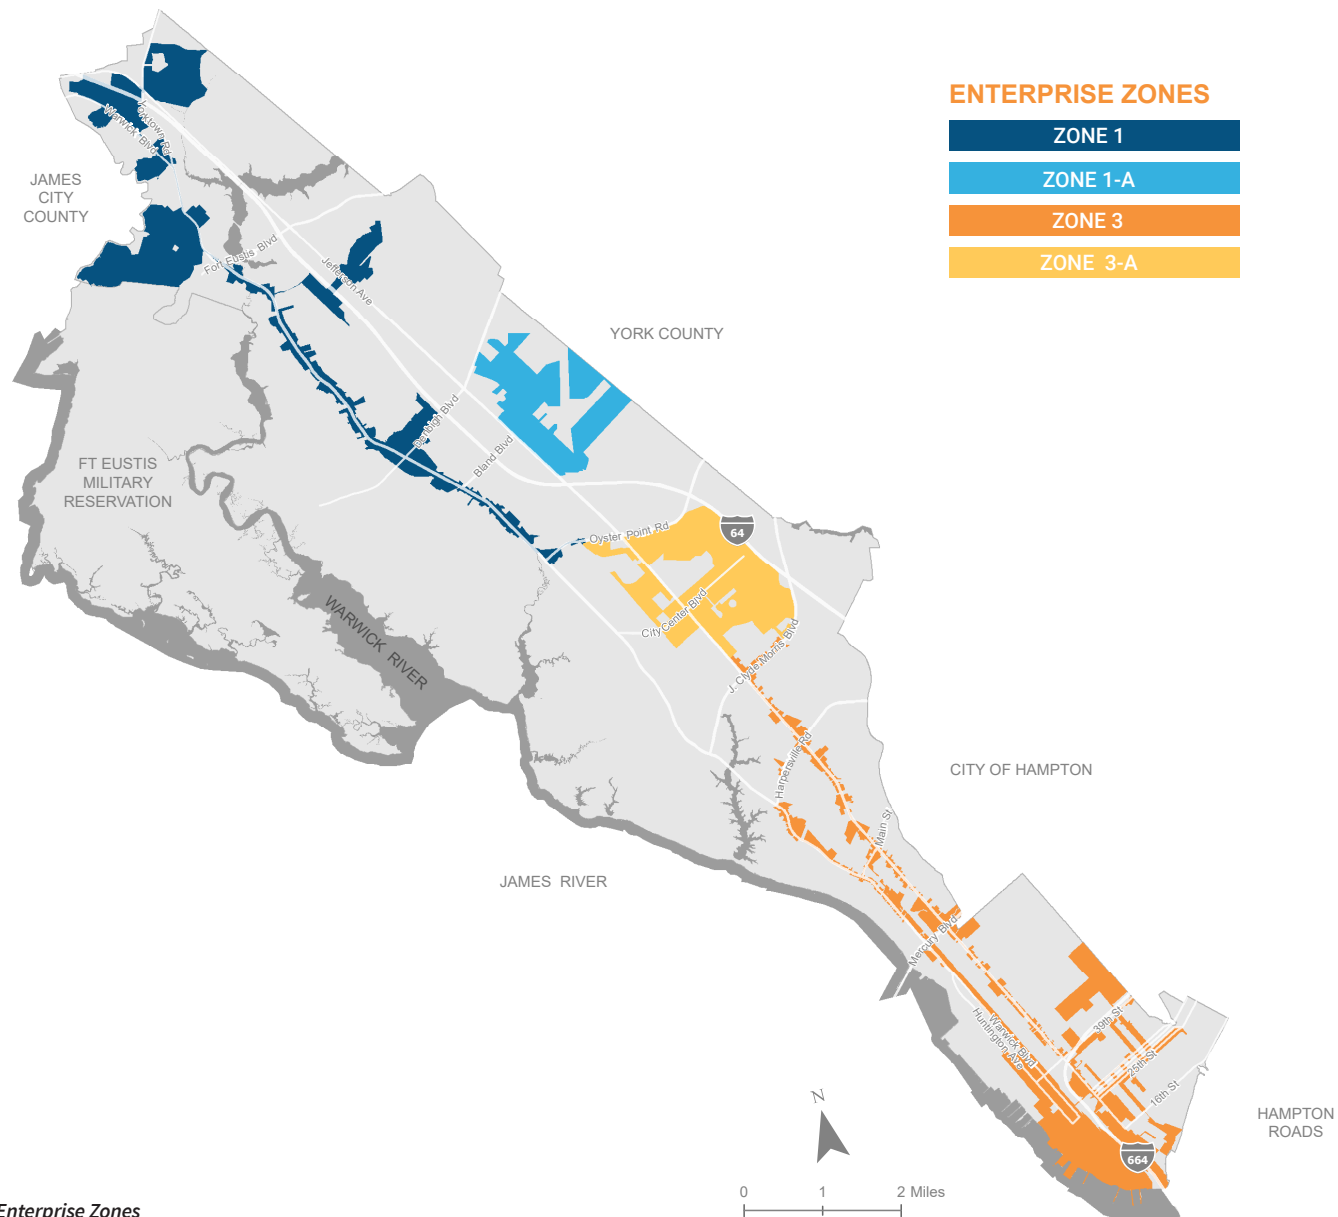 ENTERPRISE ZONES
ZONE 1
ZONE 1-A
ZONE 3
ZONE 3-A
JAMES
CITY
COUNTY
Yorktown Rd
Warwick Blvd
Fort Eustis Blvd
Jefferson Ave
YORK COUNTY
Denbigh Blvd
Bland Blvd
FT EUSTIS
MILITARY
RESERVATION
Oyster Point Rd
64
WARWICK RIVER
City Center Blvd
J. Clyde Morris Blvd
Harpersville Rd
CITY OF HAMPTON
Main St
JAMES RIVER
Mercury Blvd
Warwick Blvd
Huntington Ave
39th St
25th St
16th St
HAMPTON
ROADS
664
N
0 1 2 Miles
Enterprise Zones